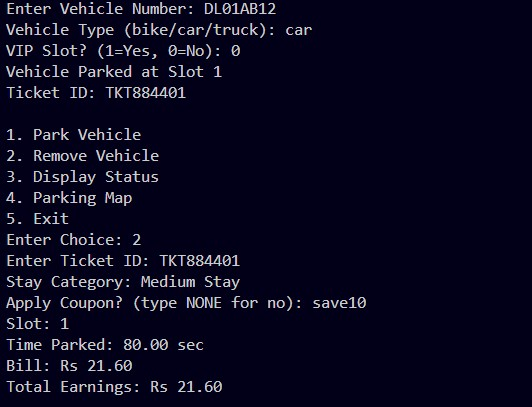 Enter Vehicle Number: DL01AB12
Vehicle Type (bike/car/truck): car
VIP Slot? (1=Yes, 0=No): 0
Vehicle Parked at Slot 1
Ticket ID: TKT884401
1. Park Vehicle
2. Remove Vehicle
3. Display Status
4. Parking Map
5. Exit
Enter Choice: 2
Enter Ticket ID: TKT884401
Stay Category: Medium Stay
Apply Coupon? (type NONE for no): save10
Slot: 1
Time Parked: 80.00 sec
Bill: Rs 21.60
Total Earnings: Rs 21.60